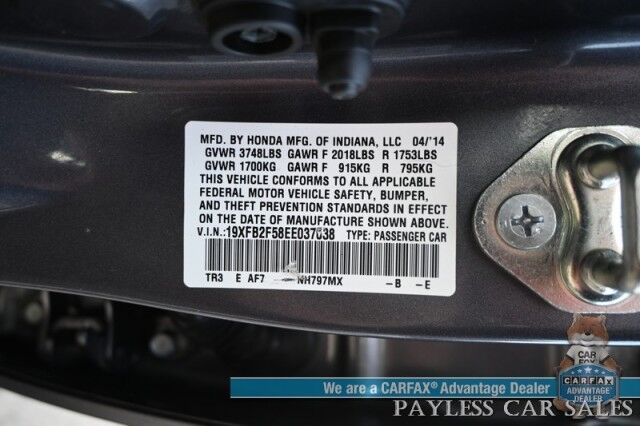 MFD. BY HONDA MFG. OF INDIANA, LLC 04/'14
GVWR 3748LBS GAWR F 2018LBS R 1753LBS
GVWR 1700KG GAWR F 915KG R 795KG
THIS VEHICLE CONFORMS TO ALL APPLICABLE
FEDERAL MOTOR VEHICLE SAFETY, BUMPER,
AND THEFT PREVENTION STANDARDS IN EFFECT
ON THE DATE OF MANUFACTURE SHOWN ABOVE.
V.I.N.:19XFB2F58EE037038 TYPE: PASSENGER CAR
TR3 E AF7 NH797MX -B -E
We are a CARFAX® Advantage Dealer
CAR
FOX
CARFAX
ADVANTAGE
DEALER
PAYLESS CAR SALES